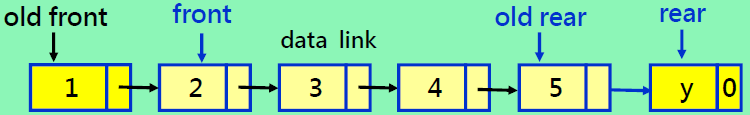 old front front old rear rear
data link
1 2 3 4 5 y 0